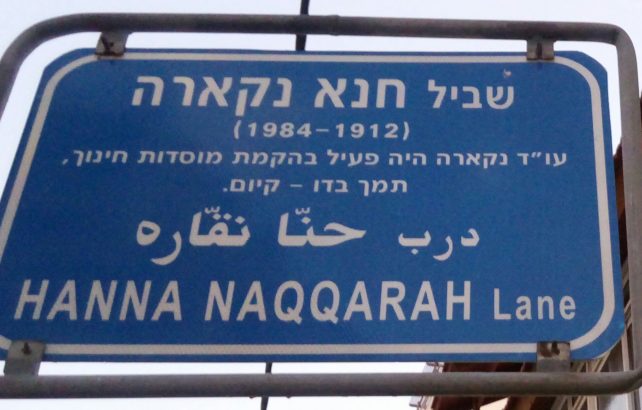 שביל חנא נקארה
(1984-1912)
עו"ד נקארה היה פעיל בהקמת מוסדות חינוך,
תמך בדו - קיום.
درب حنّا نقّاره
HANNA NAQQARAH Lane